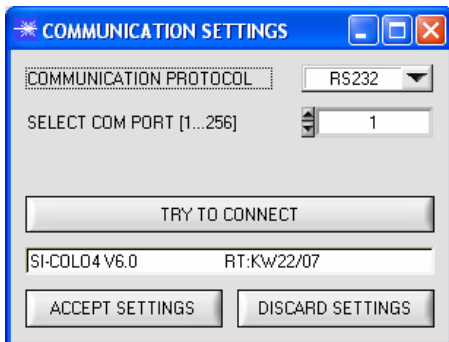 COMMUNICATION SETTINGS
COMMUNICATION PROTOCOL RS232
SELECT COM PORT [1...256] 1
TRY TO CONNECT
SI-COLO4 V6.0 RT:KW22/07
ACCEPT SETTINGS DISCARD SETTINGS